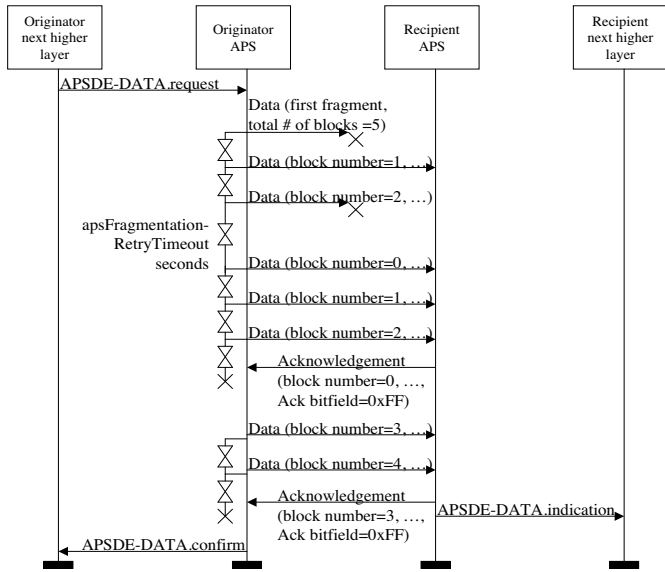 Originator
next higher
layer
Originator
APS
Recipient
APS
Recipient
next higher
layer
APSDE-DATA.request
Data (first fragment,
total # of blocks =5)
Data (block number=1, …)
Data (block number=2, …)
apsFragmentation-
RetryTimeout
seconds
Data (block number=0, …)
Data (block number=1, …)
Data (block number=2, …)
Acknowledgement
(block number=0, …,
Ack bitfield=0xFF)
Data (block number=3, …)
Data (block number=4, …)
Acknowledgement
(block number=3, …,
Ack bitfield=0xFF)
APSDE-DATA.indication
APSDE-DATA.confirm